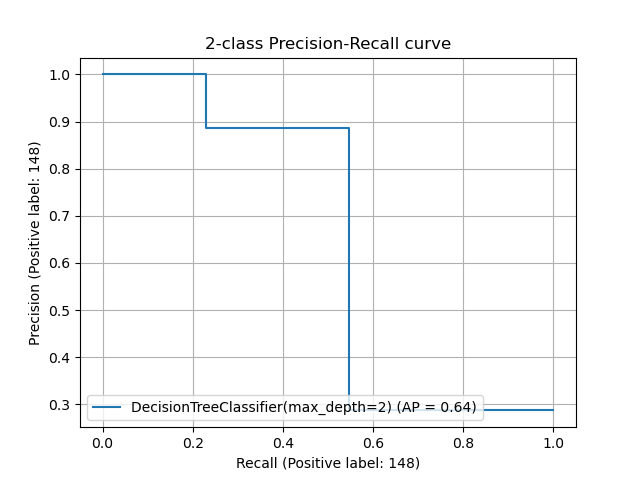 2-class Precision-Recall curve
1.0
0.9
0.8
0.7
0.6
0.5
0.4
0.3
Precision (Positive label: 148)
DecisionTreeClassifier(max_depth=2) (AP = 0.64)
0.0 0.2 0.4 0.6 0.8 1.0
Recall (Positive label: 148)